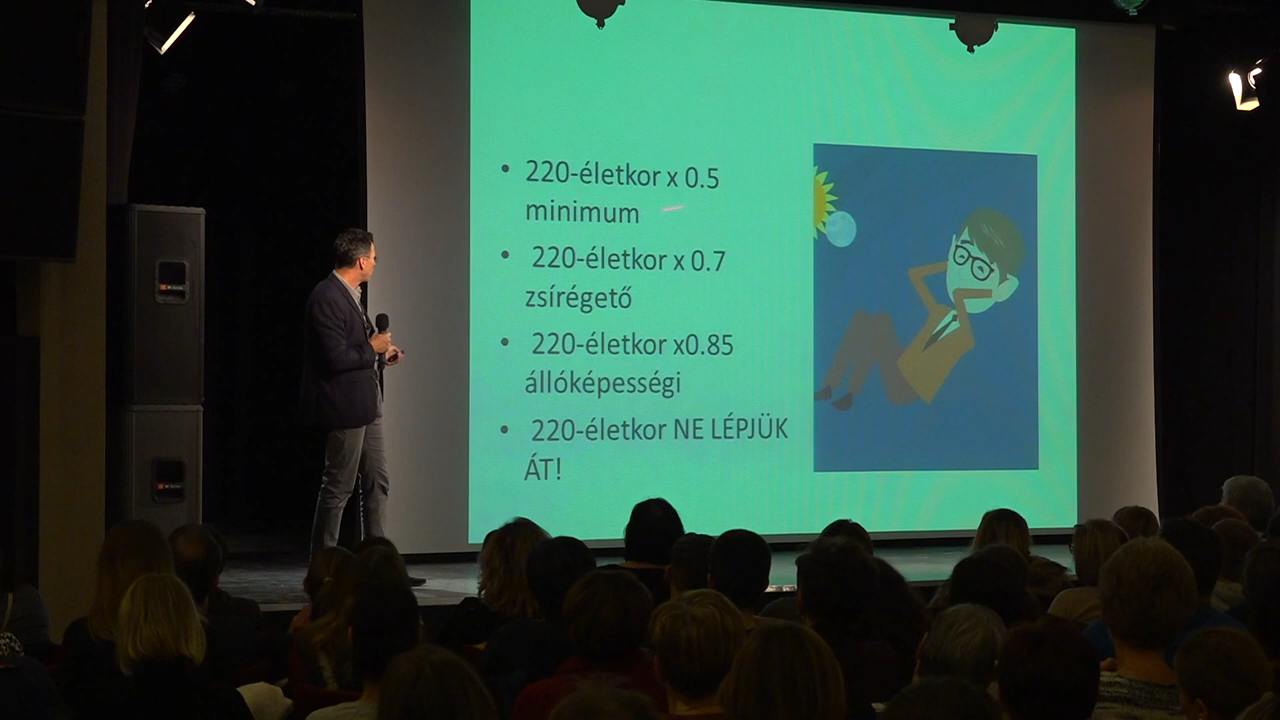 • 220-életkor x 0.5
minimum
• 220-életkor x 0.7
zsírégető
• 220-életkor x0.85
állóképességi
• 220-életkor NE LÉPJÜK
ÁT!